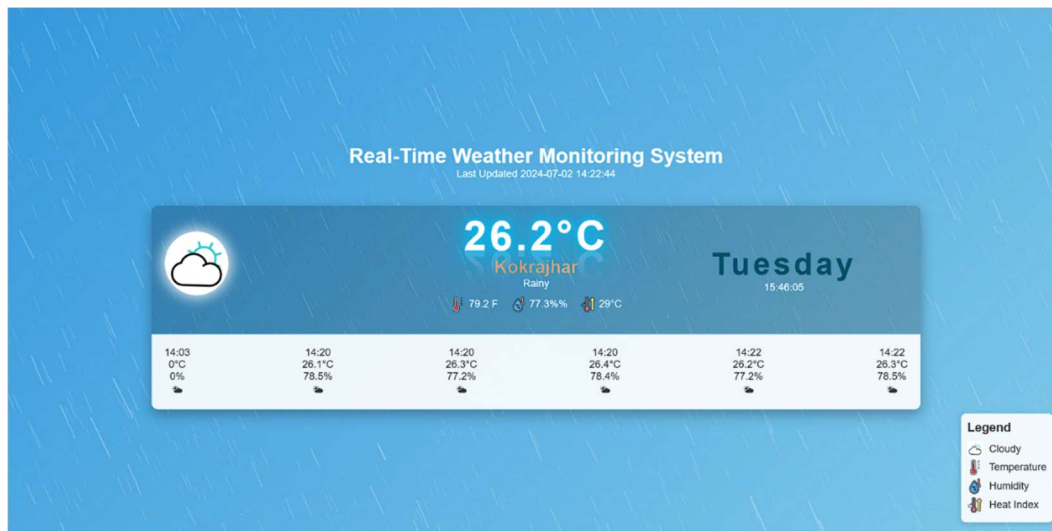 Real-Time Weather Monitoring System
Last Updated 2024-07-02 14:22:44
26.2°C
Kokrajhar
Rainy
79.2 F 77.3%% 29°C
Tuesday
15:46:05
14:03 14:20 14:20 14:20 14:22 14:22
0°C 26.1°C 26.3°C 26.4°C 26.2°C 26.3°C
0% 78.5% 77.2% 78.4% 77.2% 78.5%
Legend
Cloudy
Temperature
Humidity
Heat Index